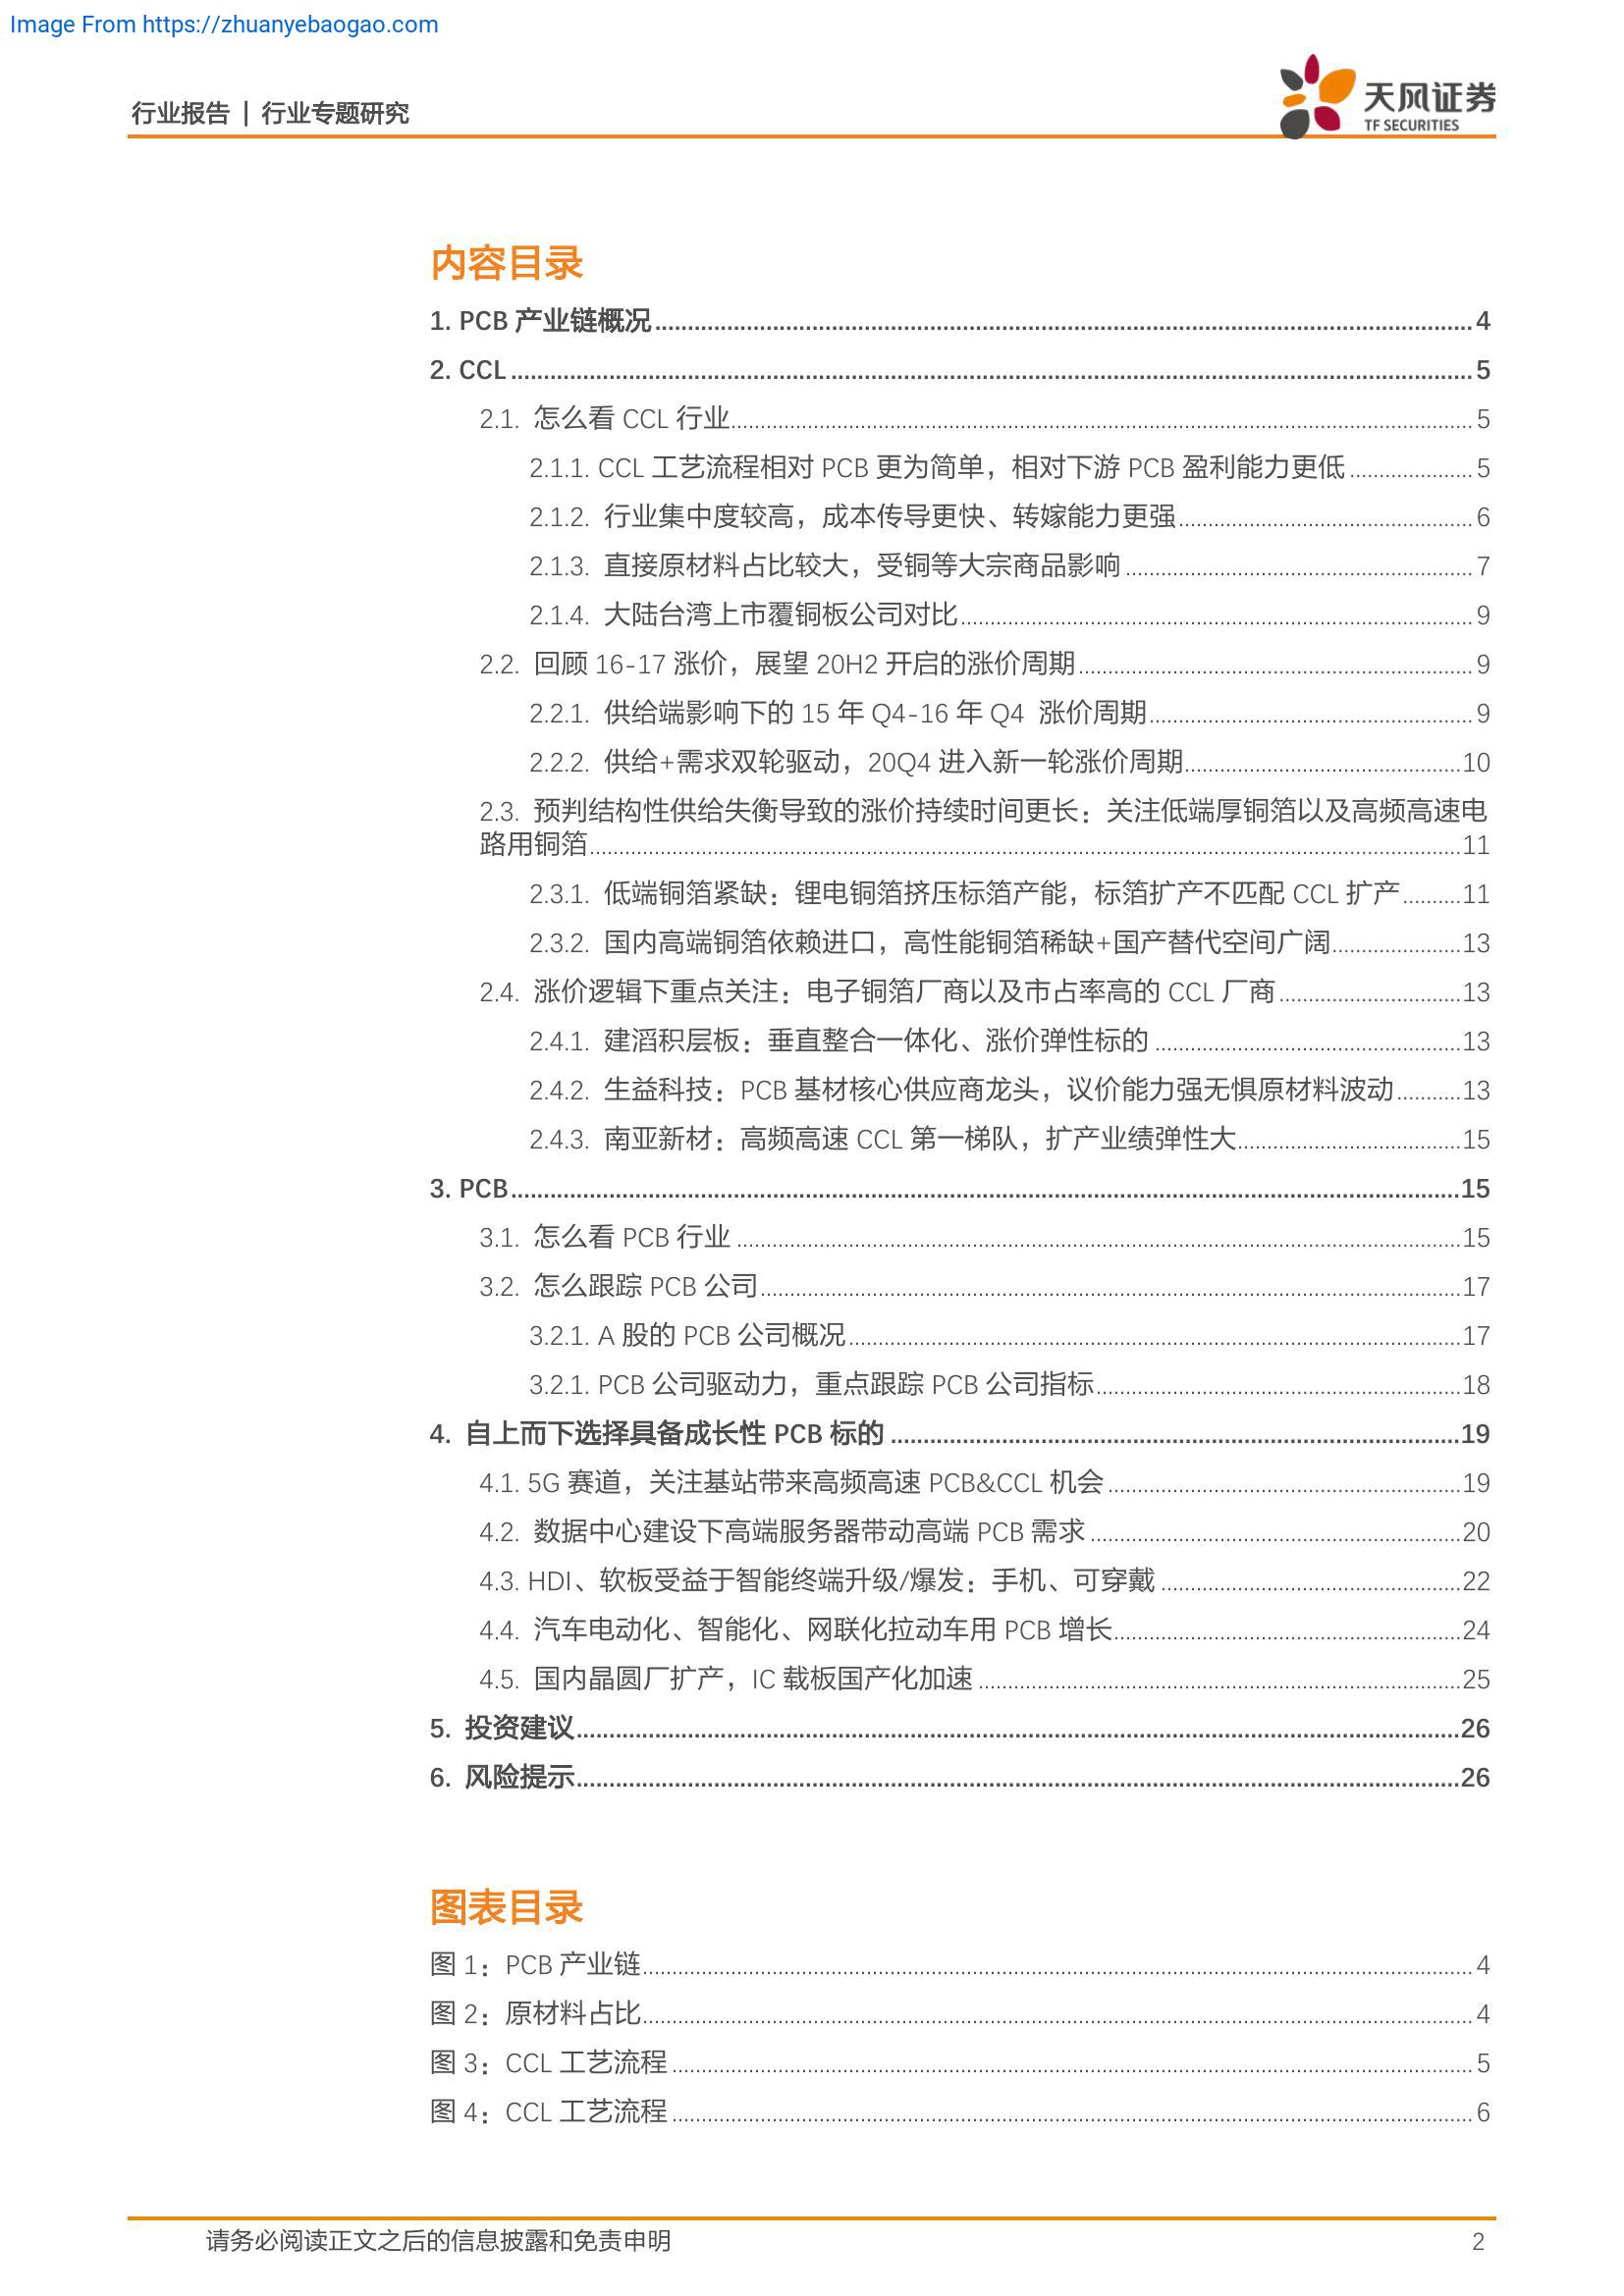 Image From https://zhuanyebaogao.com
行业报告 | 行业专题研究
天风证券
TF SECURITIES
内容目录
1. PCB 产业链概况 4
2. CCL 5
2.1. 怎么看 CCL 行业 5
2.1.1. CCL 工艺流程相对 PCB 更为简单，相对下游 PCB 盈利能力更低 5
2.1.2. 行业集中度较高，成本传导更快、转嫁能力更强 6
2.1.3. 直接原材料占比较大，受铜等大宗商品影响 7
2.1.4. 大陆台湾上市覆铜板公司对比 9
2.2. 回顾 16-17 涨价，展望 20H2 开启的涨价周期 9
2.2.1. 供给端影响下的 15 年 Q4-16 年 Q4 涨价周期 9
2.2.2. 供给+需求双轮驱动，20Q4 进入新一轮涨价周期 10
2.3. 预判结构性供给失衡导致的涨价持续时间更长：关注低端厚铜箔以及高频高速电
路用铜箔 11
2.3.1. 低端铜箔紧缺：锂电铜箔挤压标箔产能，标箔扩产不匹配 CCL 扩产 11
2.3.2. 国内高端铜箔依赖进口，高性能铜箔稀缺+国产替代空间广阔 13
2.4. 涨价逻辑下重点关注：电子铜箔厂商以及市占率高的 CCL 厂商 13
2.4.1. 建滔积层板：垂直整合一体化、涨价弹性标的 13
2.4.2. 生益科技：PCB 基材核心供应商龙头，议价能力强无惧原材料波动 13
2.4.3. 南亚新材：高频高速 CCL 第一梯队，扩产业绩弹性大 15
3. PCB 15
3.1. 怎么看 PCB 行业 15
3.2. 怎么跟踪 PCB 公司 17
3.2.1. A 股的 PCB 公司概况 17
3.2.1. PCB 公司驱动力，重点跟踪 PCB 公司指标 18
4. 自上而下选择具备成长性 PCB 标的 19
4.1. 5G 赛道，关注基站带来高频高速 PCB&CCL 机会 19
4.2. 数据中心建设下高端服务器带动高端 PCB 需求 20
4.3. HDI、软板受益于智能终端升级/爆发：手机、可穿戴 22
4.4. 汽车电动化、智能化、网联化拉动车用 PCB 增长 24
4.5. 国内晶圆厂扩产，IC 载板国产化加速 25
5. 投资建议 26
6. 风险提示 26
图表目录
图 1：PCB 产业链 4
图 2：原材料占比 4
图 3：CCL 工艺流程 5
图 4：CCL 工艺流程 6
请务必阅读正文之后的信息披露和免责申明 2